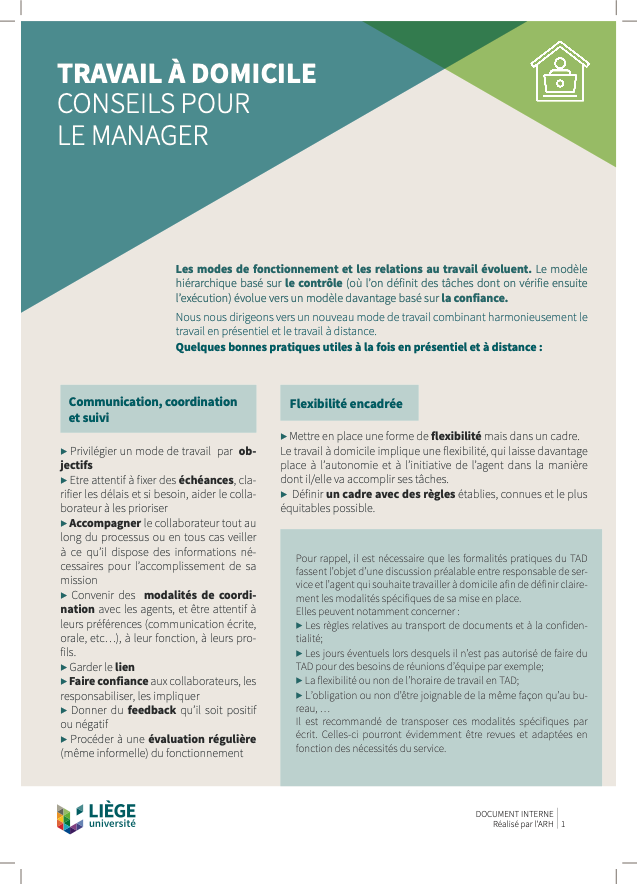 TRAVAIL À DOMICILE
CONSEILS POUR
LE MANAGER
Les modes de fonctionnement et les relations au travail évoluent. Le modèle
hiérarchique basé sur le contrôle (où l'on définit des tâches dont on vérifie ensuite
l'exécution) évolue vers un modèle davantage basé sur la confiance.
Nous nous dirigeons vers un nouveau mode de travail combinant harmonieusement le
travail en présentiel et le travail à distance.
Quelques bonnes pratiques utiles à la fois en présentiel et à distance :
Communication, coordination
et suivi
▶ Privilégier un mode de travail par ob-
jectifs
▶ Etre attentif à fixer des échéances, cla-
rifier les délais et si besoin, aider le colla-
borateur à les prioriser
▶ Accompagner le collaborateur tout au
long du processus ou en tous cas veiller
à ce qu'il dispose des informations né-
cessaires pour l'accomplissement de sa
mission
▶ Convenir des modalités de coordi-
nation avec les agents, et être attentif à
leurs préférences (communication écrite,
orale, etc…), à leur fonction, à leurs pro-
fils.
▶ Garder le lien
▶ Faire confiance aux collaborateurs, les
responsabiliser, les impliquer
▶ Donner du feedback qu'il soit positif
ou négatif
▶ Procéder à une évaluation régulière
(même informelle) du fonctionnement
Flexibilité encadrée
▶ Mettre en place une forme de flexibilité mais dans un cadre.
Le travail à domicile implique une flexibilité, qui laisse davantage
place à l'autonomie et à l'initiative de l'agent dans la manière
dont il/elle va accomplir ses tâches.
▶ Définir un cadre avec des règles établies, connues et le plus
équitables possible.
Pour rappel, il est nécessaire que les formalités pratiques du TAD
fassent l'objet d'une discussion préalable entre responsable de ser-
vice et l'agent qui souhaite travailler à domicile afin de définir claire-
ment les modalités spécifiques de sa mise en place.
Elles peuvent notamment concerner :
▶ Les règles relatives au transport de documents et à la confiden-
tialité;
▶ Les jours éventuels lors desquels il n'est pas autorisé de faire du
TAD pour des besoins de réunions d'équipe par exemple;
▶ La flexibilité ou non de l'horaire de travail en TAD;
▶ L'obligation ou non d'être joignable de la même façon qu'au bu-
reau, …
Il est recommandé de transposer ces modalités spécifiques par
écrit. Celles-ci pourront évidemment être revues et adaptées en
fonction des nécessités du service.
LIÈGE
université
DOCUMENT INTERNE
Réalisé par l'ARH | 1